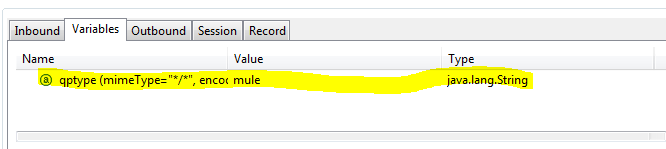 Inbound Variables Outbound Session Record
Name Value Type
@ qptype (mimeType="*/*", encod mule java.lang.String